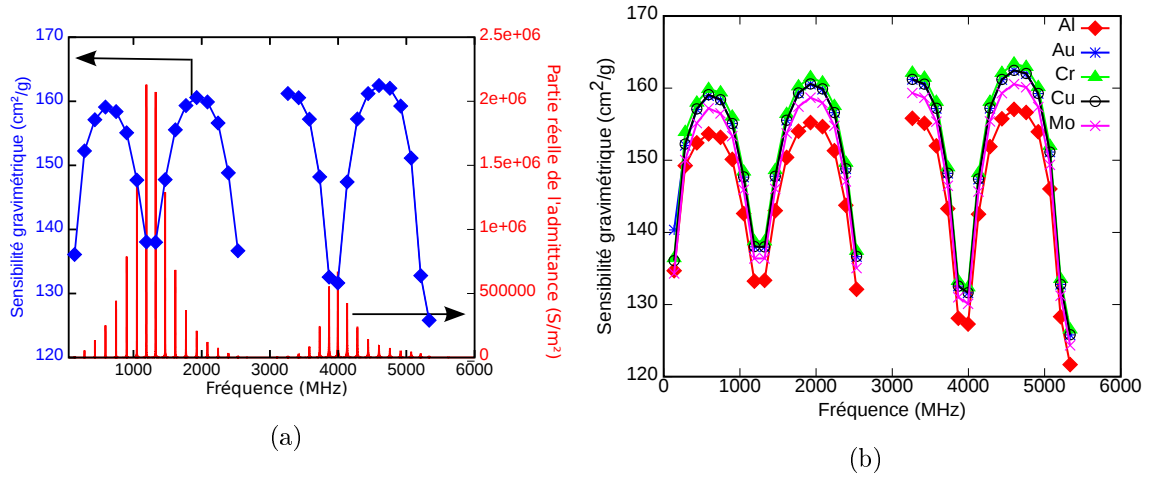 170
160
150
140
130
120
Sensibilité gravimétrique (cm²/g)
1000
2000
3000
4000
5000
6000
Fréquence (MHz)
2.5e+06
2e+06
1.5e+06
1e+06
500000
0
Partie réelle de l'admittance (S/m²)
(a)
170
160
150
140
130
120
Sensibilité gravimétrique (cm²/g)
0
1000
2000
3000
4000
5000
6000
Fréquence (MHz)
Al
Au
Cr
Cu
Mo
(b)